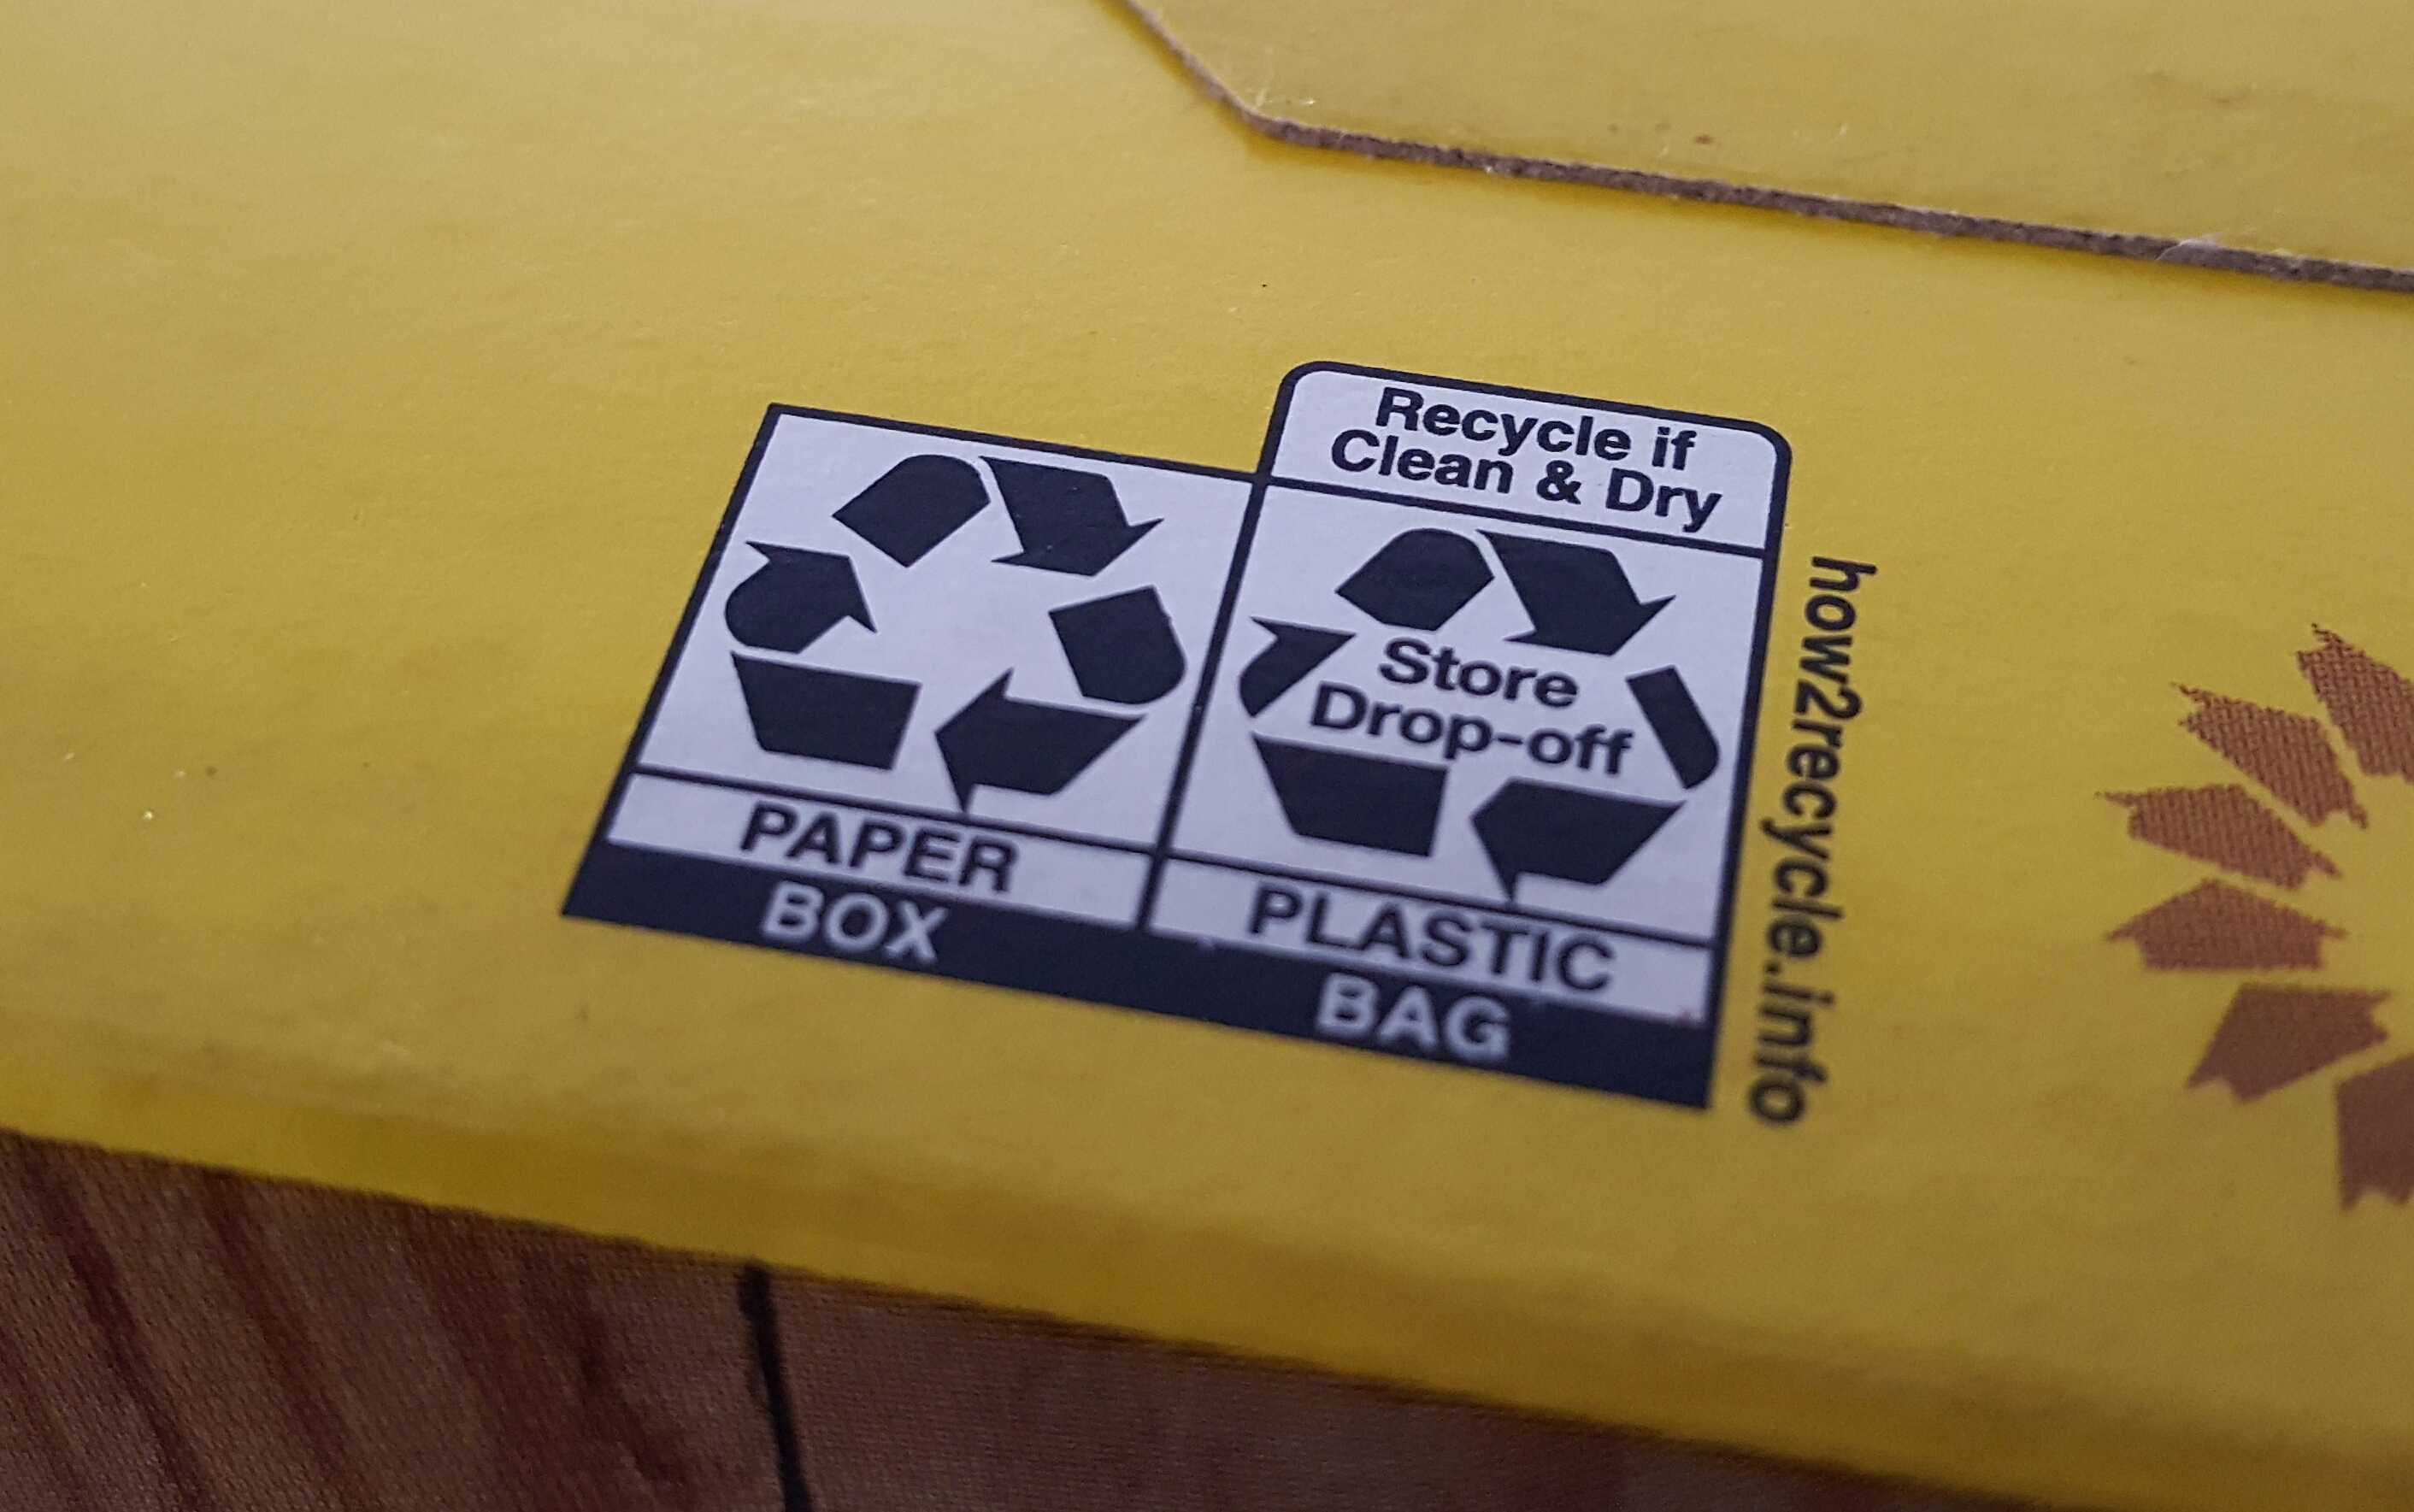 Recycle if
Clean & Dry
Store
Drop-off
PAPER
BOX
PLASTIC
BAG
how2recycle.info